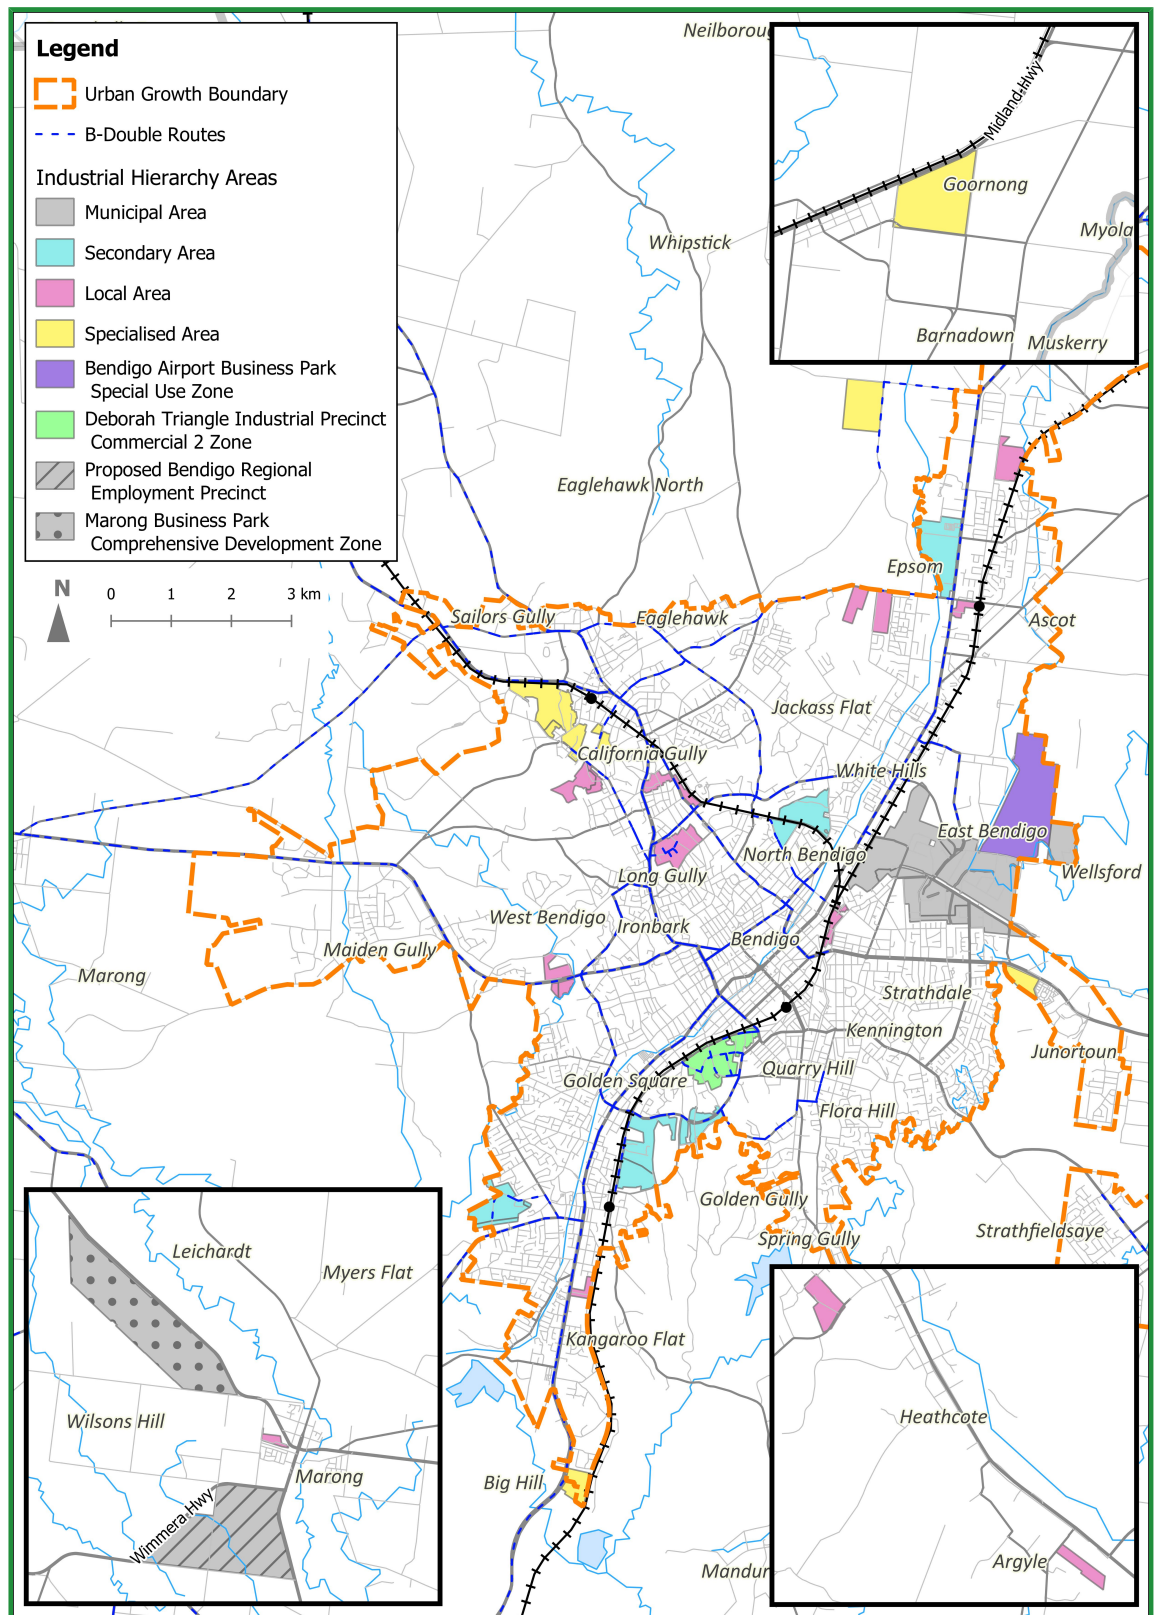 Legend
Urban Growth Boundary
B-Double Routes
Industrial Hierarchy Areas
Municipal Area
Secondary Area
Local Area
Specialised Area
Bendigo Airport Business Park
Special Use Zone
Deborah Triangle Industrial Precinct
Commercial 2 Zone
Proposed Bendigo Regional
Employment Precinct
Marong Business Park
Comprehensive Development Zone
N
0 1 2 3 km
Midland Hwy
Goornong
Myola
Barnadown
Muskerry
Whipstick
Eaglehawk North
Epsom
Ascot
Sailors Gully
Eaglehawk
Jackass Flat
California Gully
White Hills
East Bendigo
North Bendigo
Wellsford
Long Gully
West Bendigo
Ironbark
Bendigo
Maiden Gully
Marong
Strathdale
Kennington
Junortoun
Quarry Hill
Golden Square
Flora Hill
Golden Gully
Spring Gully
Strathfieldsaye
Kangaroo Flat
Big Hill
Mandur
Leichardt
Myers Flat
Wilsons Hill
Marong
Wimmera Hwy
Heathcote
Argyle